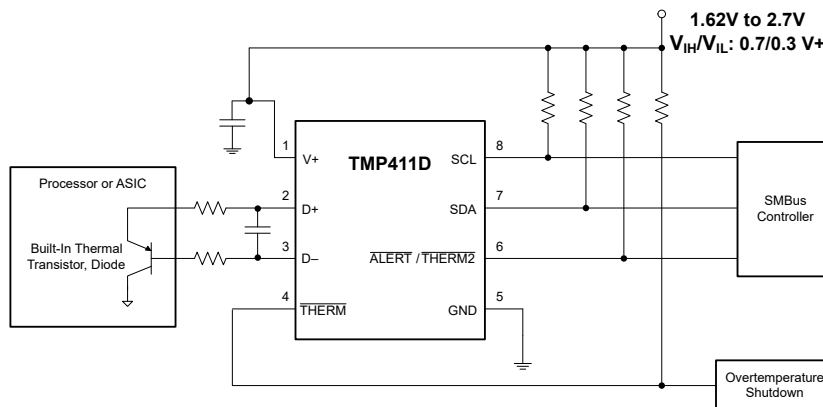 1.62V to 2.7V
VIH/VIL: 0.7/0.3 V+
TMP411D
1
V+
SCL
8
Processor or ASIC
2
D+
SDA
7
SMBus
Controller
Built-In Thermal
Transistor, Diode
3
D–
ALERT / THERM2
6
4
THERM
GND
5
Overtemperature
Shutdown